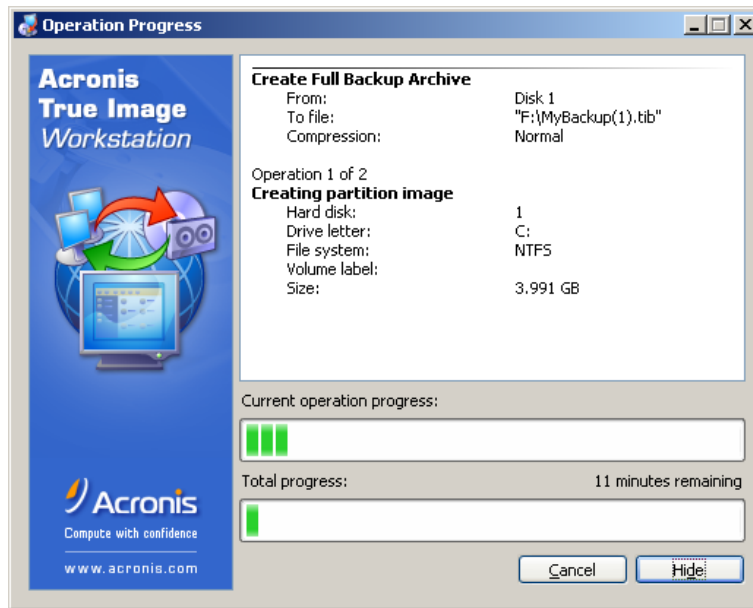 Operation Progress
Acronis
True Image
Workstation
Create Full Backup Archive
From: Disk 1
To file: "F:\MyBackup(1).tib"
Compression: Normal
Operation 1 of 2
Creating partition image
Hard disk: 1
Drive letter: C:
File system: NTFS
Volume label:
Size: 3.991 GB
Current operation progress:
Total progress: 11 minutes remaining
Acronis
Compute with confidence
www.acronis.com
Cancel Hide